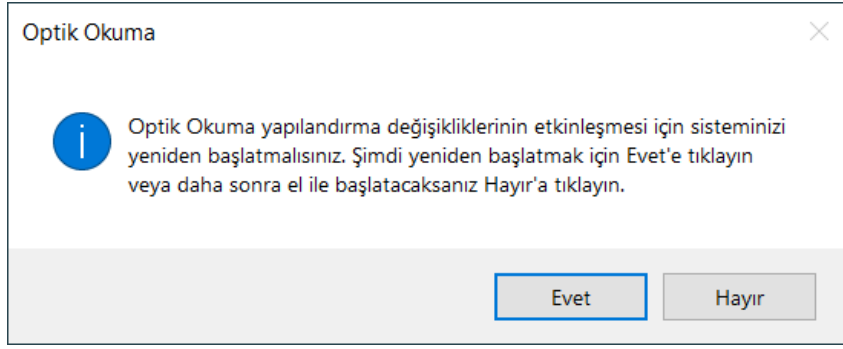 Optik Okuma
Optik Okuma yapılandırma değişikliklerinin etkinleşmesi için sisteminizi
yeniden başlatmalısınız. Şimdi yeniden başlatmak için Evet'e tıklayın
veya daha sonra el ile başlatacaksanız Hayır'a tıklayın.
Evet
Hayır